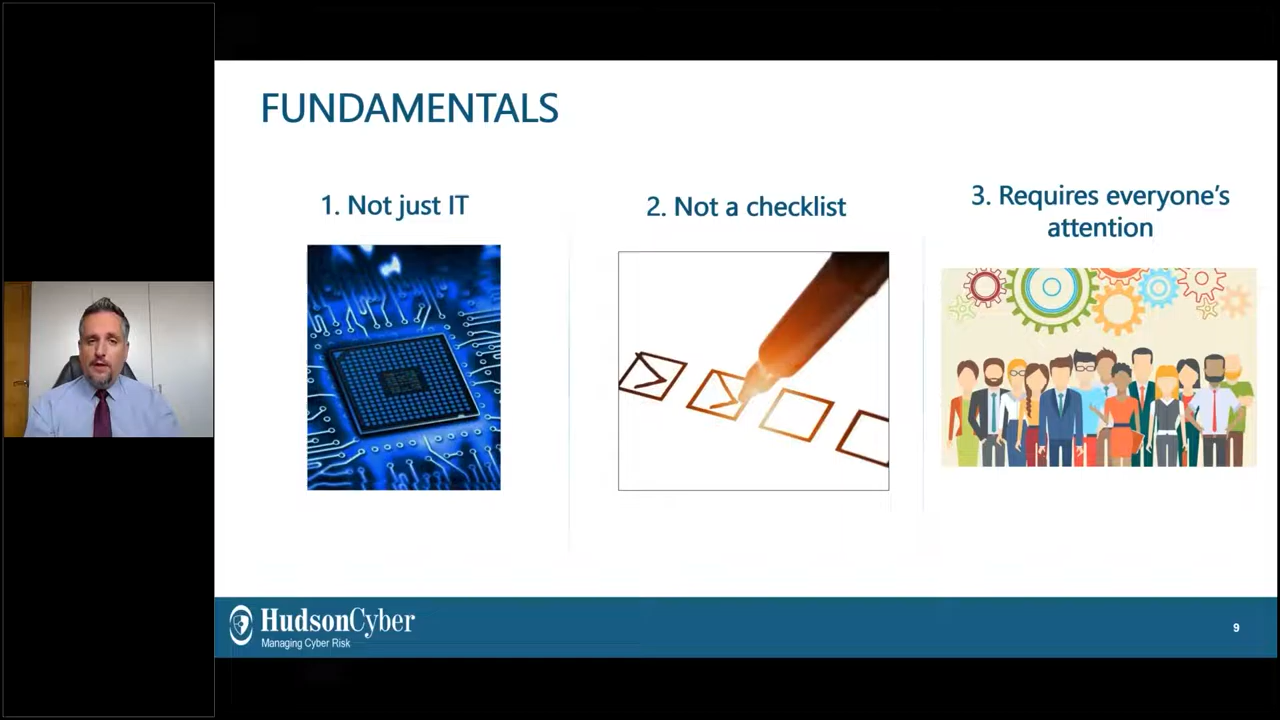 FUNDAMENTALS
1. Not just IT
2. Not a checklist
3. Requires everyone's
attention
HudsonCyber
Managing Cyber Risk
9